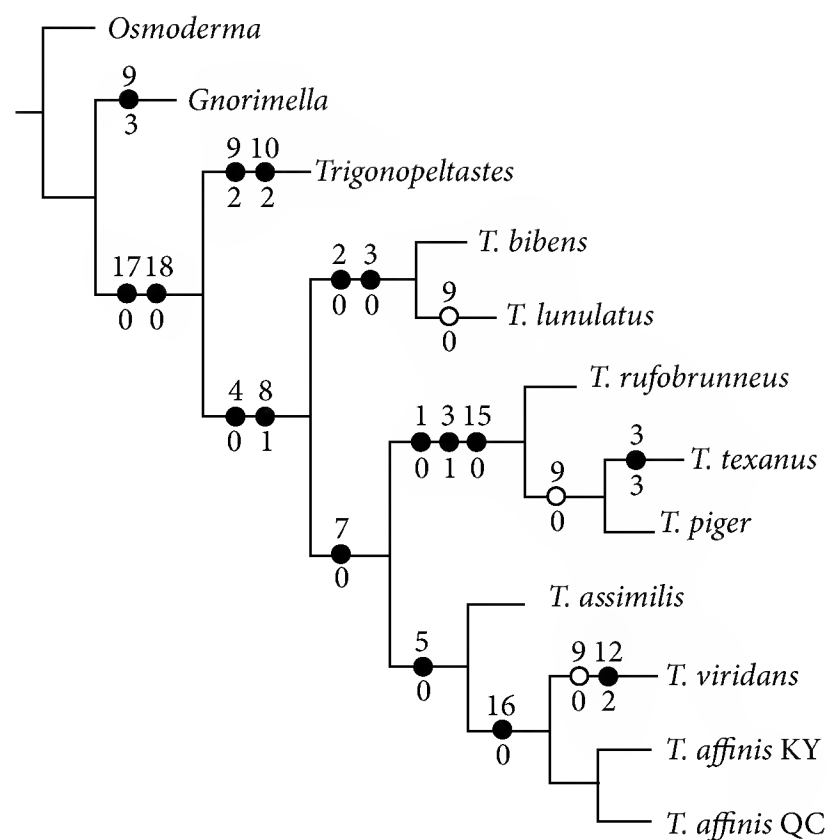 Osmoderma
9
Gnorimella
3
9 10
Trigonopeltastes
2 2
T. bibens
17 18
2 3
0 0
0 0
9
T. lunulatus
0
T. rufobrunneus
4 8
0 1
1 3 15
0 1 0
3
T. texanus
3
9
0
T. piger
7
0
T. assimilis
5
0
9 12
T. viridans
0 2
16
0
T. affinis KY
T. affinis QC